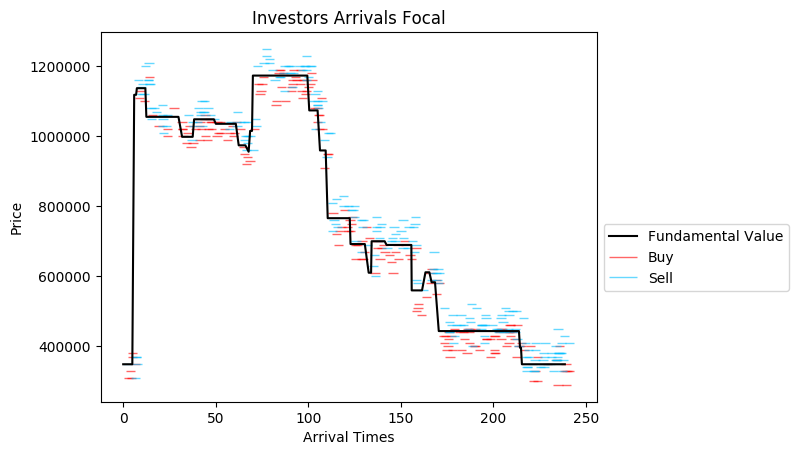 Investors Arrivals Focal
Price
1200000
1000000
800000
600000
400000
0
50
100
150
200
250
Arrival Times
Fundamental Value
Buy
Sell